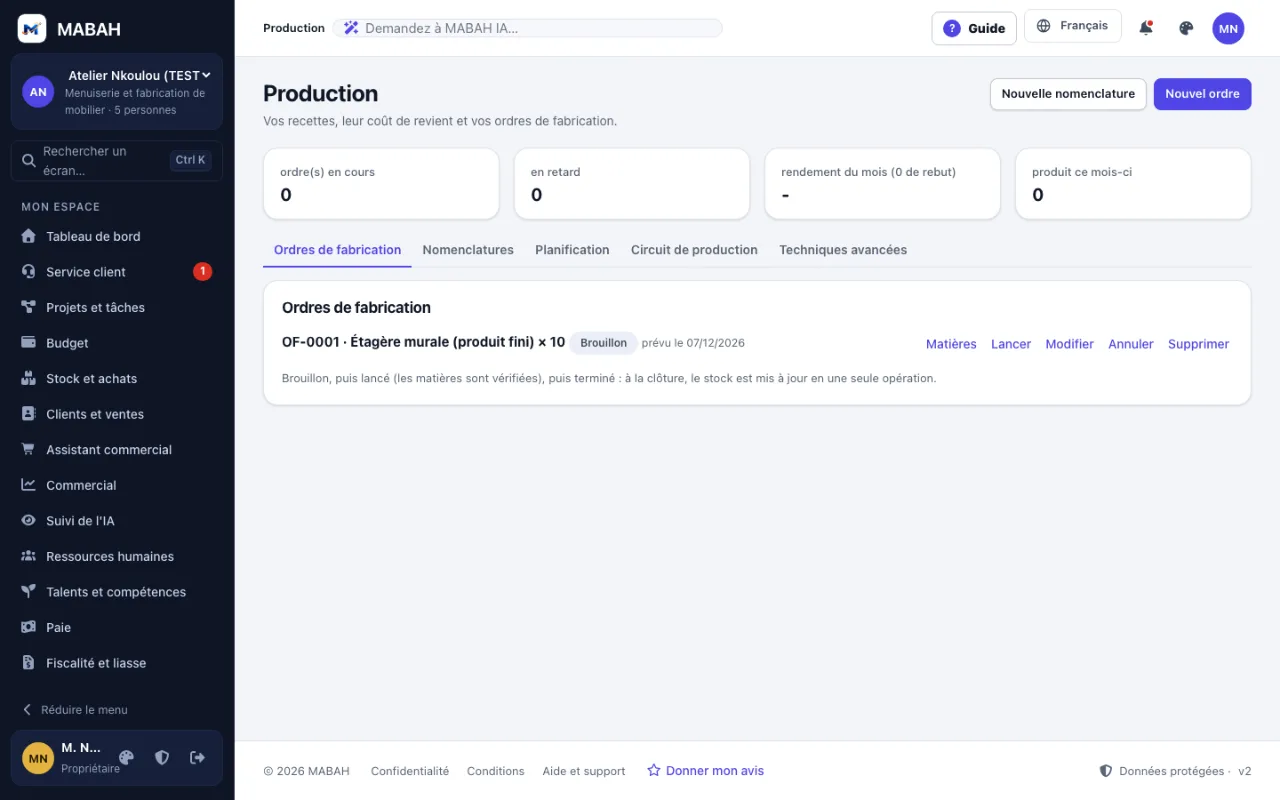 MABAH
AN
Atelier Nkoulou (TEST
Menuiserie et fabrication de
mobilier · 5 personnes
Rechercher un
écran...
Ctrl K
MON ESPACE
Tableau de bord
Service client
1
Projets et tâches
Budget
Stock et achats
Clients et ventes
Assistant commercial
Commercial
Suivi de l'IA
Ressources humaines
Talents et compétences
Paie
Fiscalité et liasse
Réduire le menu
MN
M. N...
Propriétaire
Production
Demandez à MABAH IA...
? Guide
Français
MN
Production
Vos recettes, leur coût de revient et vos ordres de fabrication.
Nouvelle nomenclature
Nouvel ordre
ordre(s) en cours
0
en retard
0
rendement du mois (0 de rebut)
-
produit ce mois-ci
0
Ordres de fabrication
Nomenclatures
Planification
Circuit de production
Techniques avancées
Ordres de fabrication
OF-0001 · Étagère murale (produit fini) × 10 Brouillon prévu le 07/12/2026
Matières
Lancer
Modifier
Annuler
Supprimer
Brouillon, puis lancé (les matières sont vérifiées), puis terminé : à la clôture, le stock est mis à jour en une seule opération.
© 2026 MABAH
Confidentialité
Conditions
Aide et support
Donner mon avis
Données protégées · v2